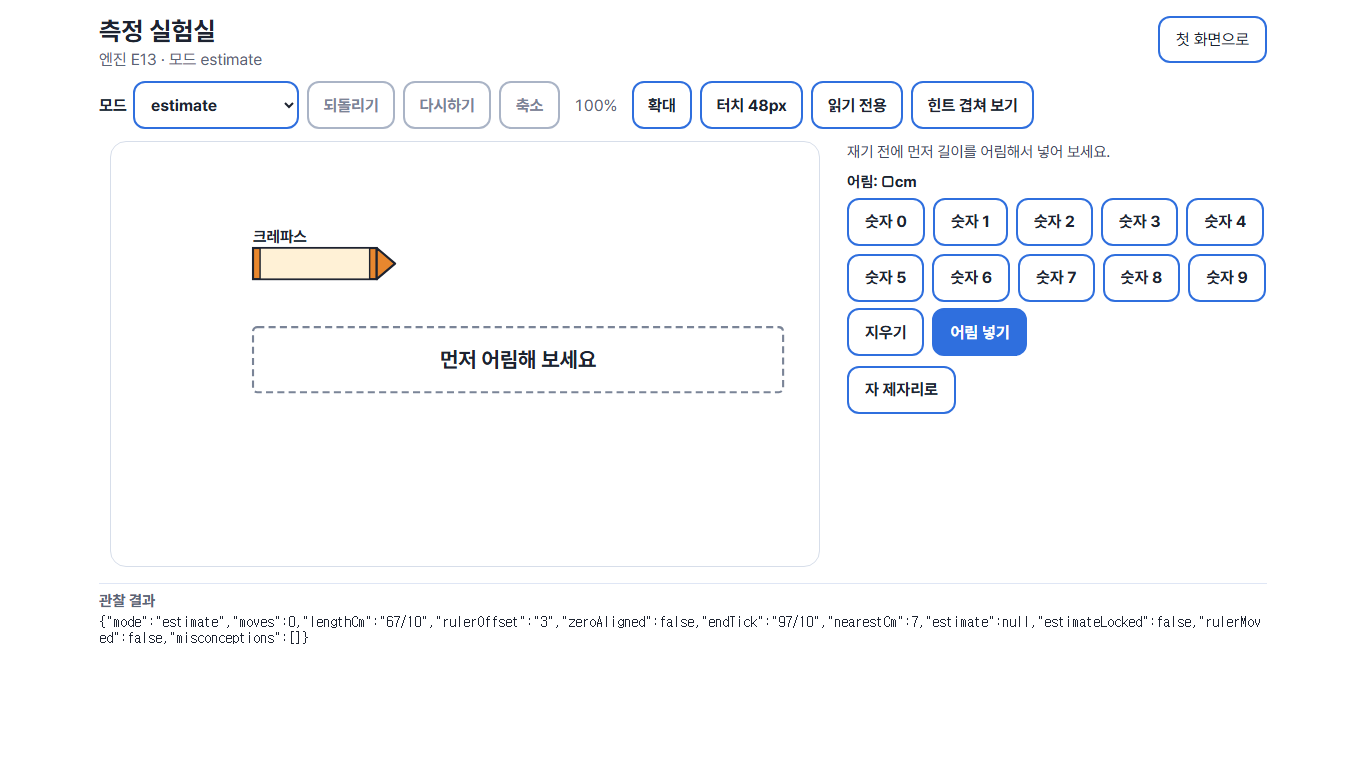 측정 실험실
첫 화면으로
엔진 E13 · 모드 estimate
모드 estimate 되돌리기 다시하기 축소 100% 확대 터치 48px 읽기 전용 힌트 겹쳐 보기
재기 전에 먼저 길이를 어림해서 넣어 보세요.
어림: ▢cm
숫자 0 숫자 1 숫자 2 숫자 3 숫자 4
숫자 5 숫자 6 숫자 7 숫자 8 숫자 9
지우기 어림 넣기
자 제자리로
크레파스
먼저 어림해 보세요
관찰 결과
{"mode":"estimate","moves":0,"lengthCm":"67/10","rulerOffset":"3","zeroAligned":false,"endTick":"97/10","nearestCm":7,"estimate":null,"estimateLocked":false,"rulerMov
ed":false,"misconceptions":[]}